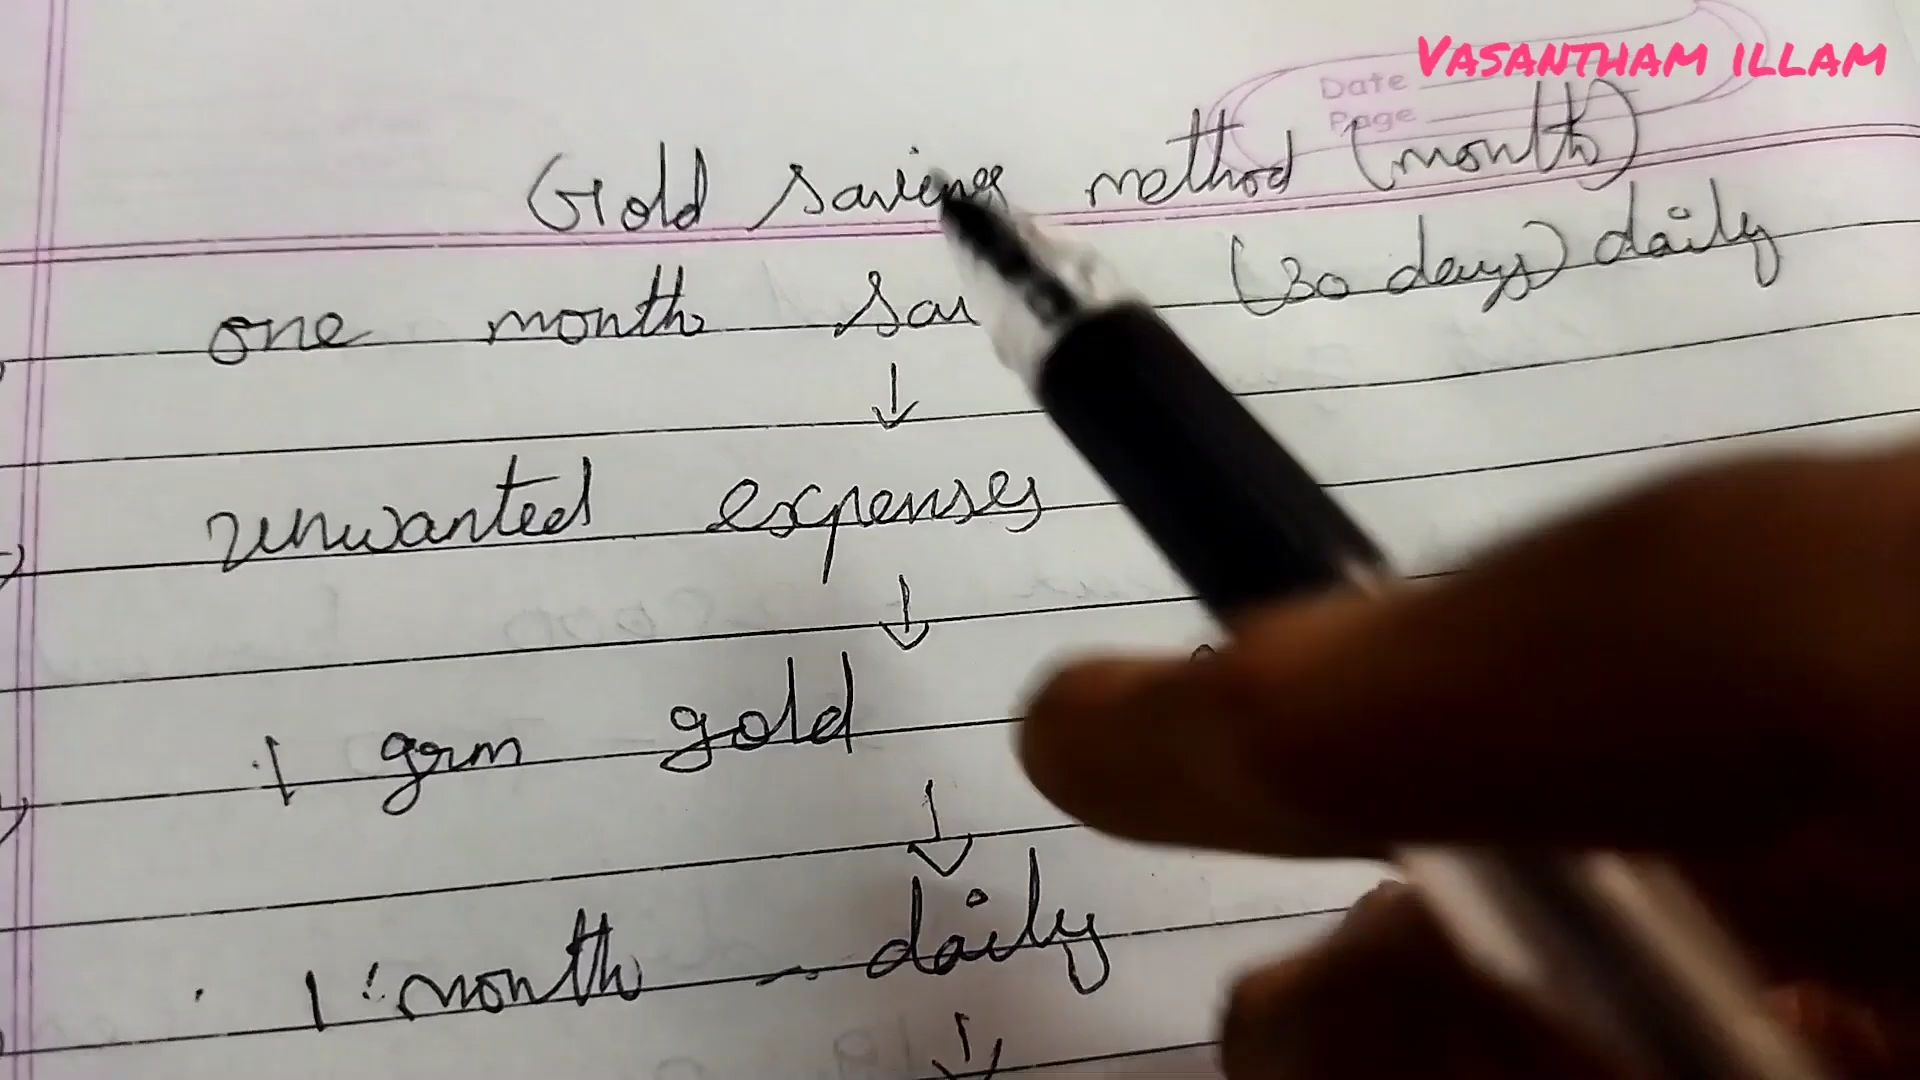 VASANTHAM ILLAM
Date
Page
Gold savings method (month)
one month (30 days) daily
↓
unwanted expenses
↓
1 grm gold
↓
1 month - daily
↓